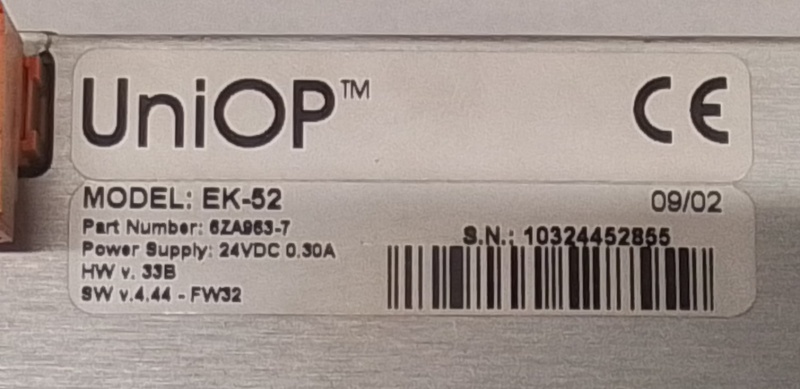 UniOP™ CE
MODEL: EK-52 09/02
Part Number: 6ZA963-7
S.N.: 10324452855
Power Supply: 24VDC 0.30A
HW v. 33B
SW v.4.44 - FW32